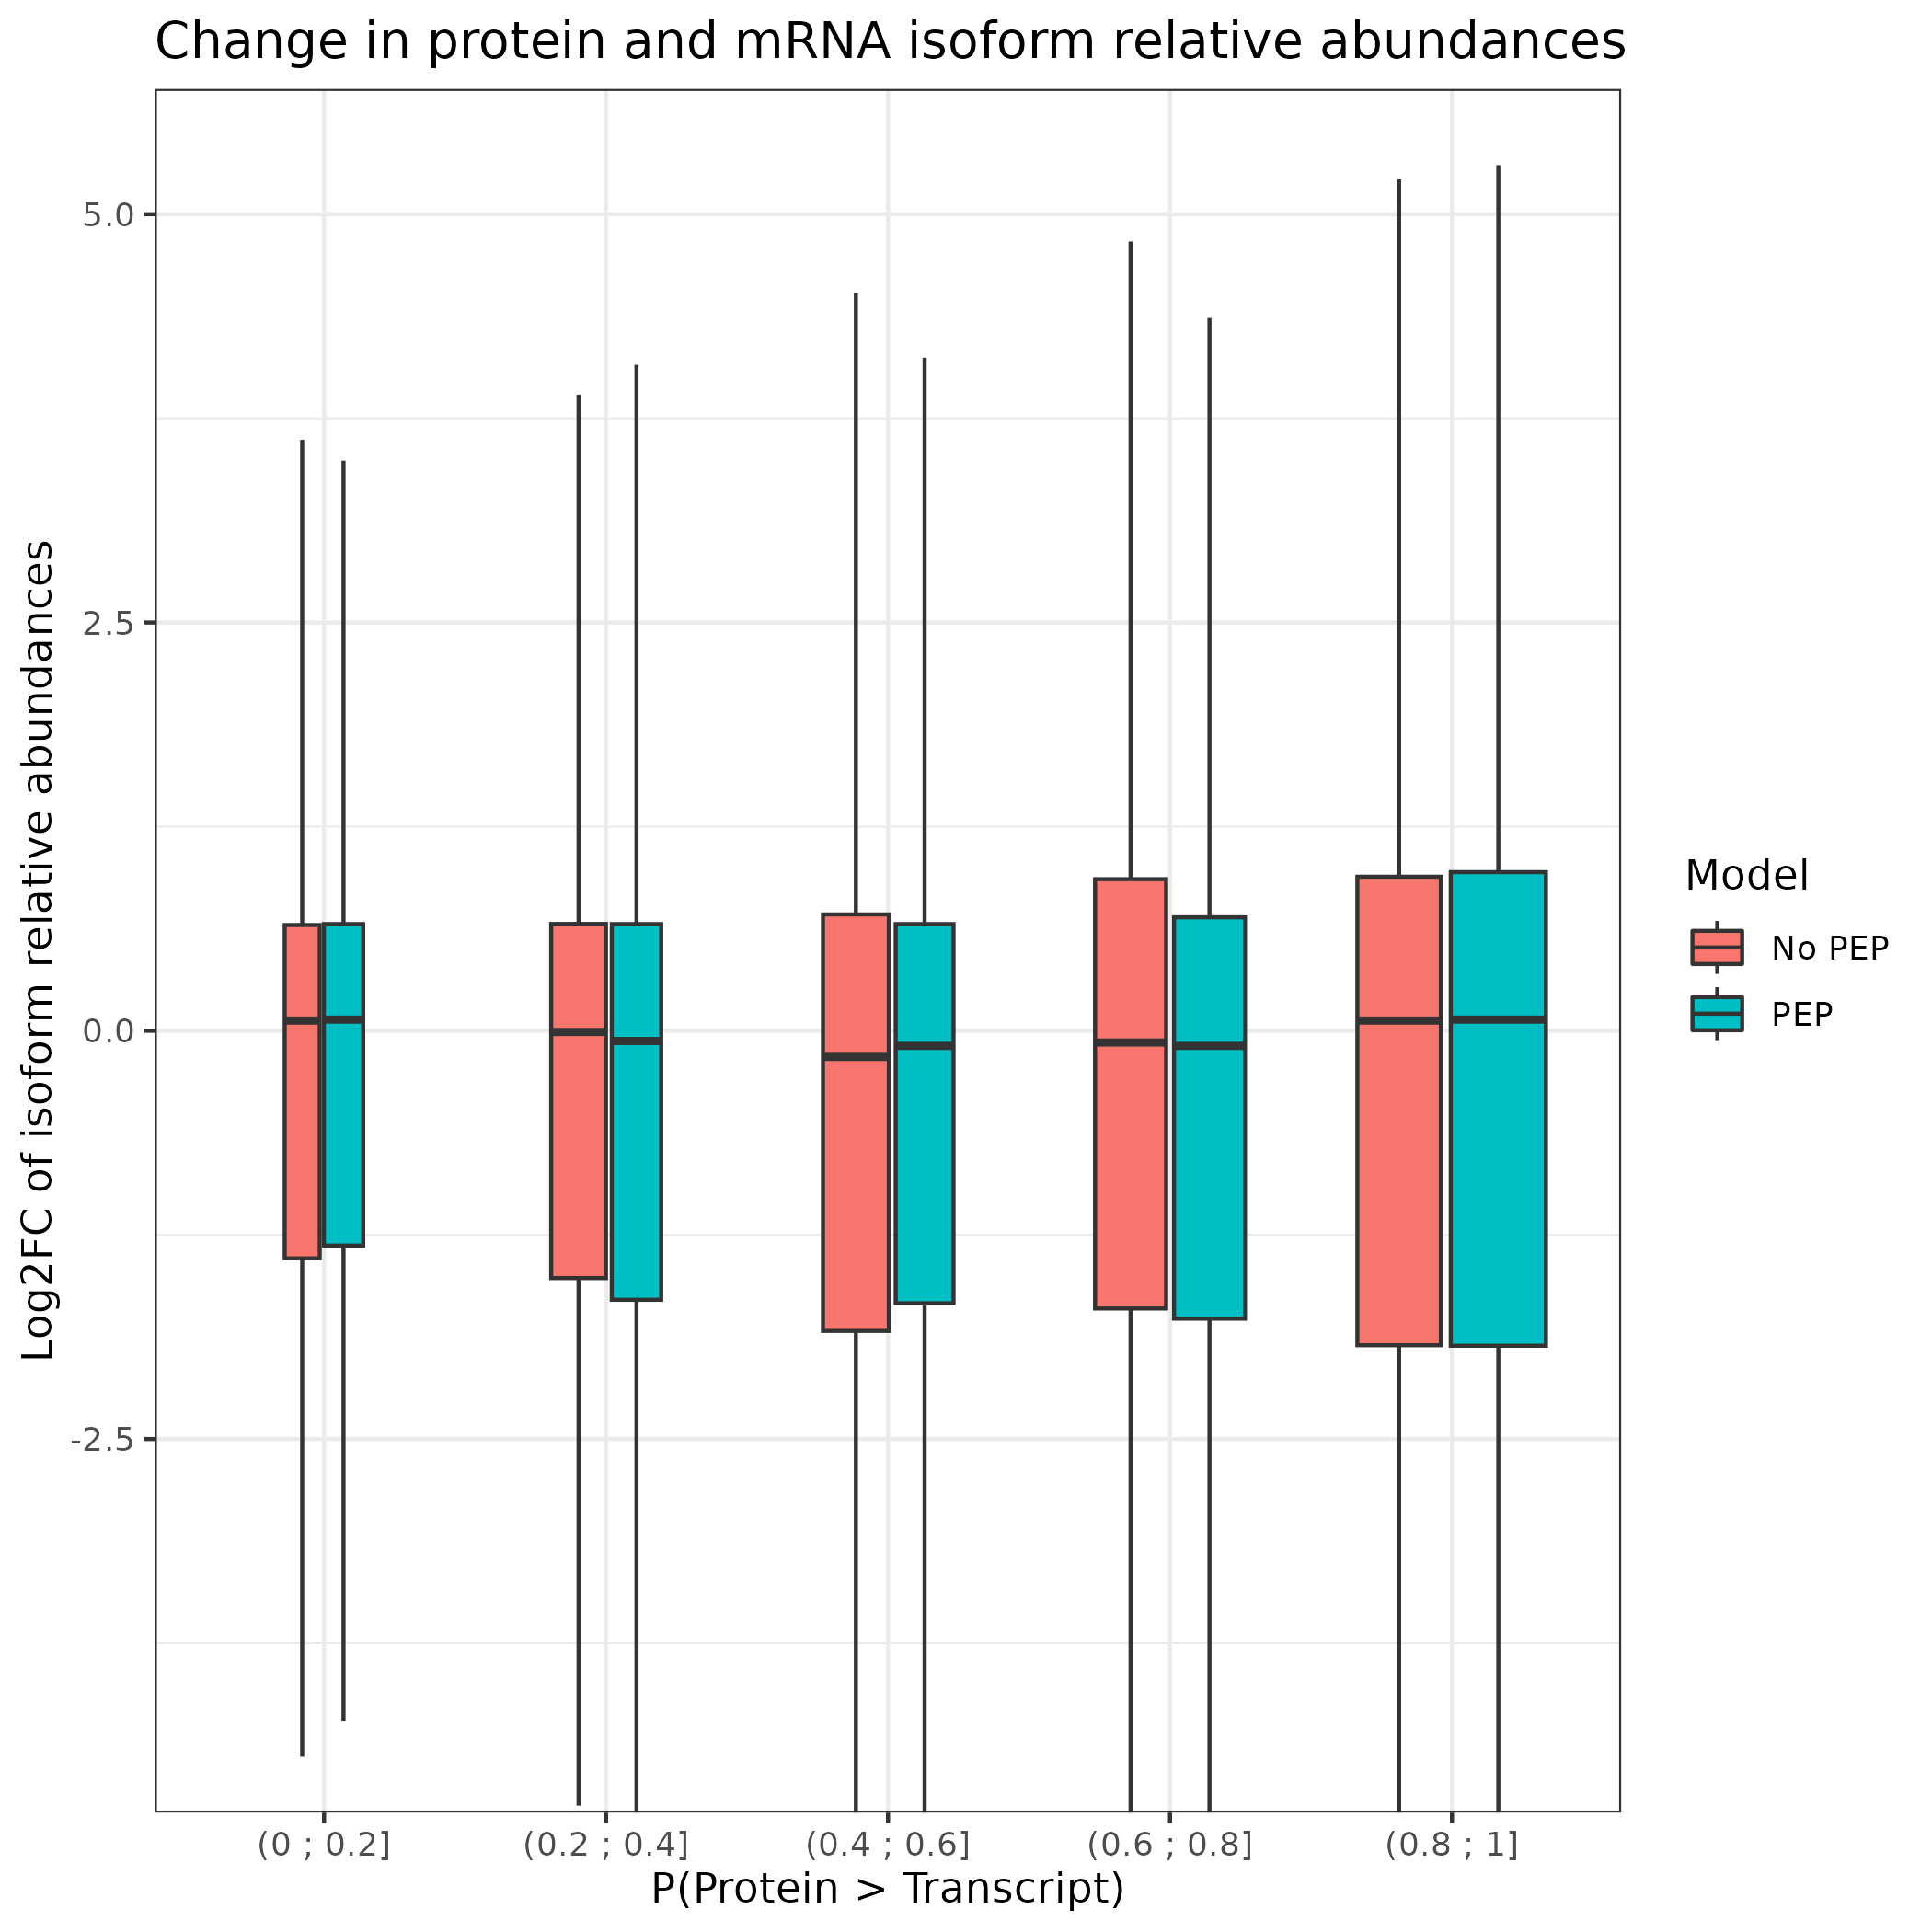 Change in protein and mRNA isoform relative abundances
Log2FC of isoform relative abundances
5.0
2.5
0.0
-2.5
(0 ; 0.2]
(0.2 ; 0.4]
(0.4 ; 0.6]
(0.6 ; 0.8]
(0.8 ; 1]
P(Protein > Transcript)
Model
No PEP
PEP